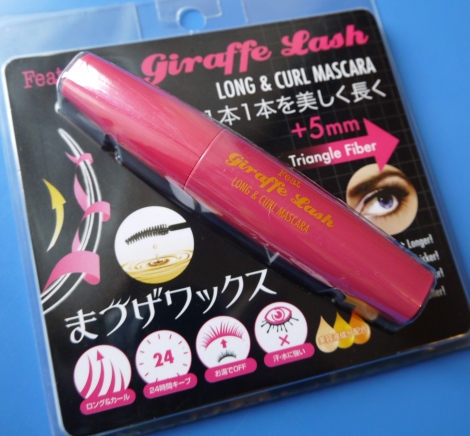 Giraffe Lash
LONG & CURL MASCARA
1本1本を美しく長く
+5mm
Triangle Fiber
Giraffe Lash
LONG & CURL MASCARA
Longer!
まつげワックス
24
ロング&カール
24時間キープ
お湯でOFF
汗・水に強い